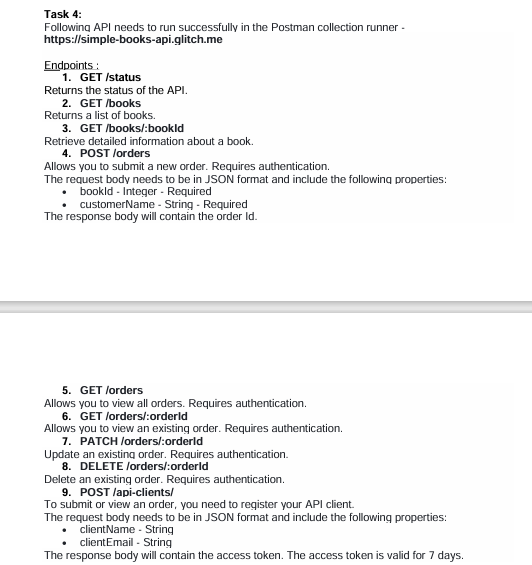 Task 4:
Following API needs to run successfully in the Postman collection runner -
https://simple-books-api.glitch.me
Endpoints :
1. GET /status
Returns the status of the API.
2. GET /books
Returns a list of books.
3. GET /books/:bookId
Retrieve detailed information about a book.
4. POST /orders
Allows you to submit a new order. Requires authentication.
The request body needs to be in JSON format and include the following properties:
• bookId - Integer - Required
• customerName - String - Required
The response body will contain the order Id.
5. GET /orders
Allows you to view all orders. Requires authentication.
6. GET /orders/:orderId
Allows you to view an existing order. Requires authentication.
7. PATCH /orders/:orderId
Update an existing order. Requires authentication.
8. DELETE /orders/:orderId
Delete an existing order. Requires authentication.
9. POST /api-clients/
To submit or view an order, you need to register your API client.
The request body needs to be in JSON format and include the following properties:
• clientName - String
• clientEmail - String
The response body will contain the access token. The access token is valid for 7 days.